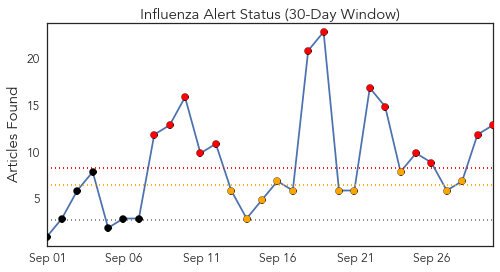 Influenza Alert Status (30-Day Window)
Articles Found
20
15
10
5
Sep 01 Sep 06 Sep 11 Sep 16 Sep 21 Sep 26